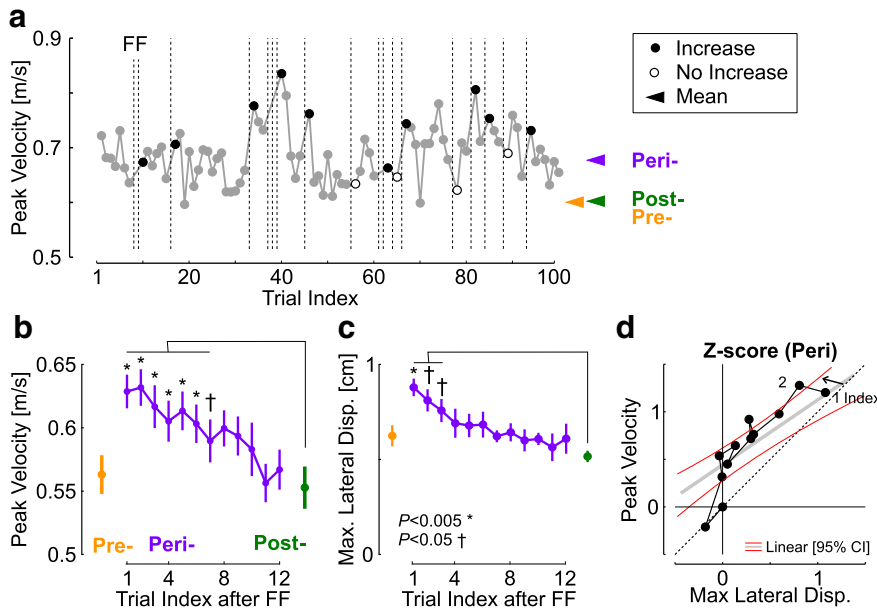 a
0.9
0.7
0.5
Peak Velocity [m/s]
FF
1
20
40
60
80
100
Trial Index
Increase
No Increase
Mean
Peri-
Post-
Pre-
b
0.65
0.6
0.55
0.5
Peak Velocity [m/s]
* * * * * * †
Pre-
Peri-
Post-
1
4
8
12
Trial Index after FF
c
1
0
Max. Lateral Disp. [cm]
* † †
P<0.005 *
P<0.05 †
1
4
8
12
Trial Index after FF
d
Z-score (Peri)
1
0
Peak Velocity
2
1 Index
Linear [95% CI]
0
1
Max Lateral Disp.